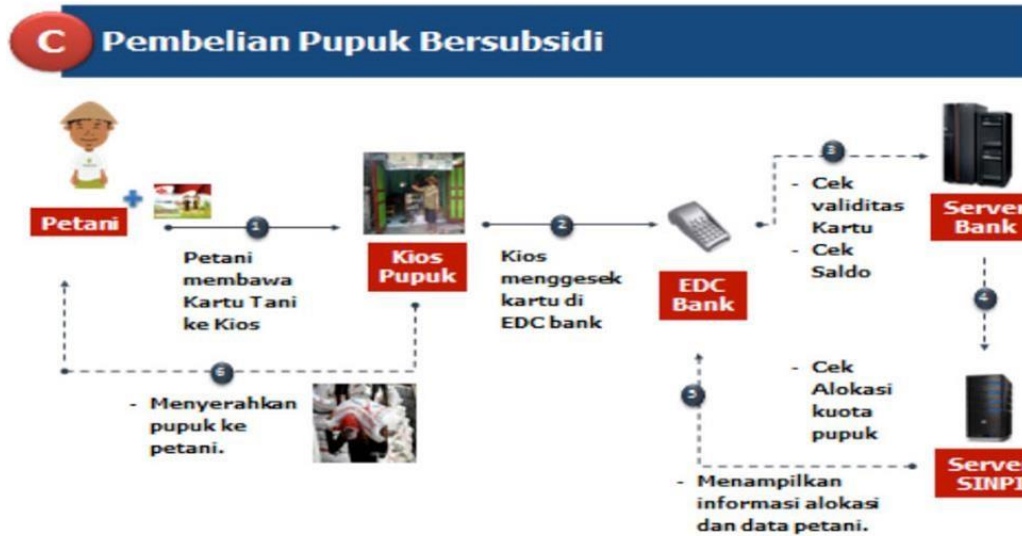 C
Pembelian Pupuk Bersubsidi
Petani
1
Petani
membawa
Kartu Tani
ke Kios
Kios
Pupuk
2
Kios
menggesek
kartu di
EDC bank
EDC
Bank
3
- Cek
validitas
Kartu
- Cek
Saldo
Server
Bank
4
- Cek
Alokasi
kuota
pupuk
Server
SINPI
5
- Menampilkan
informasi alokasi
dan data petani.
6
- Menyerahkan
pupuk ke
petani.